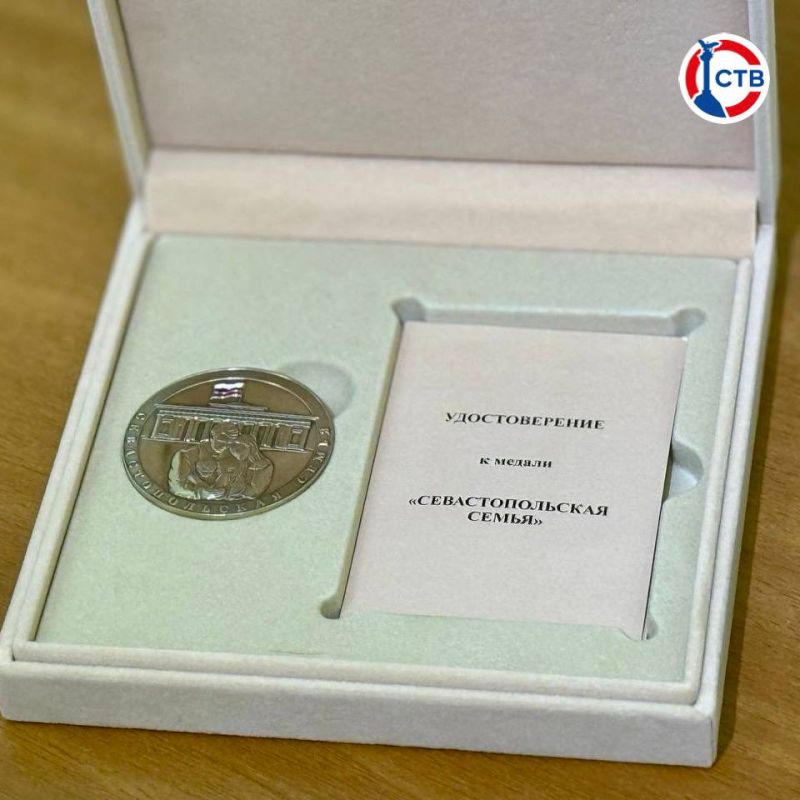 СТВ
СЕВАСТОПОЛЬСКАЯ СЕМЬЯ
УДОСТОВЕРЕНИЕ
к медали
«СЕВАСТОПОЛЬСКАЯ
СЕМЬЯ»